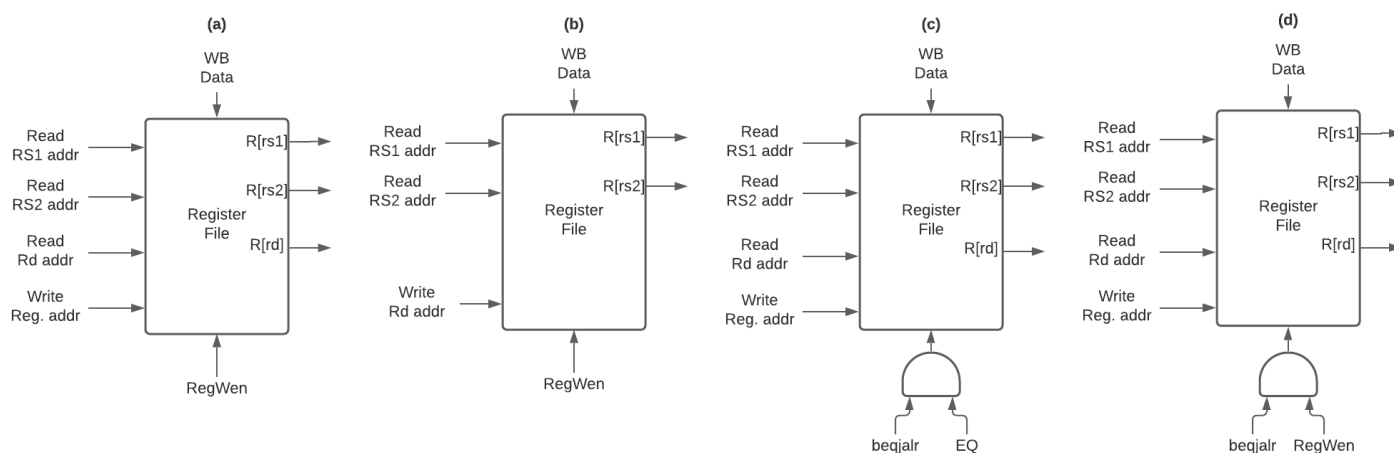 (a)
WB
Data
Read
RS1 addr
Read
RS2 addr
Read
Rd addr
Write
Reg. addr
R[rs1]
R[rs2]
Register
File
R[rd]
RegWen
(b)
WB
Data
Read
RS1 addr
Read
RS2 addr
Write
Rd addr
R[rs1]
R[rs2]
Register
File
RegWen
(c)
WB
Data
Read
RS1 addr
Read
RS2 addr
Read
Rd addr
Write
Reg. addr
R[rs1]
R[rs2]
Register
File
R[rd]
beqjalr EQ
(d)
WB
Data
Read
RS1 addr
Read
RS2 addr
Read
Rd addr
Write
Reg. addr
R[rs1]
R[rs2]
Register
File
R[rd]
beqjalr RegWen